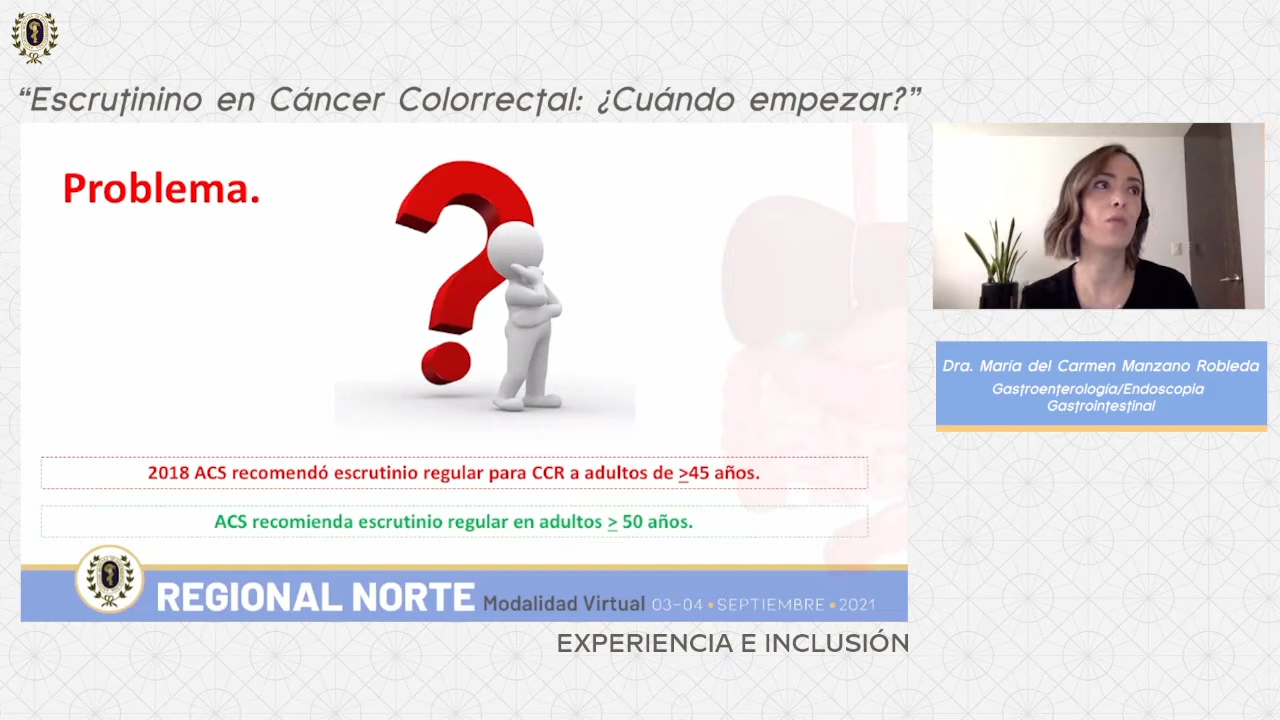 “Escrutinino en Cáncer Colorrectal: ¿Cuándo empezar?”
Problema.
2018 ACS recomendó escrutinio regular para CCR a adultos de ≥45 años.
ACS recomienda escrutinio regular en adultos ≥ 50 años.
REGIONAL NORTE Modalidad Virtual 03-04 • SEPTIEMBRE • 2021
EXPERIENCIA E INCLUSIÓN
Dra. María del Carmen Manzano Robleda
Gastroenterología/Endoscopia
Gastrointestinal